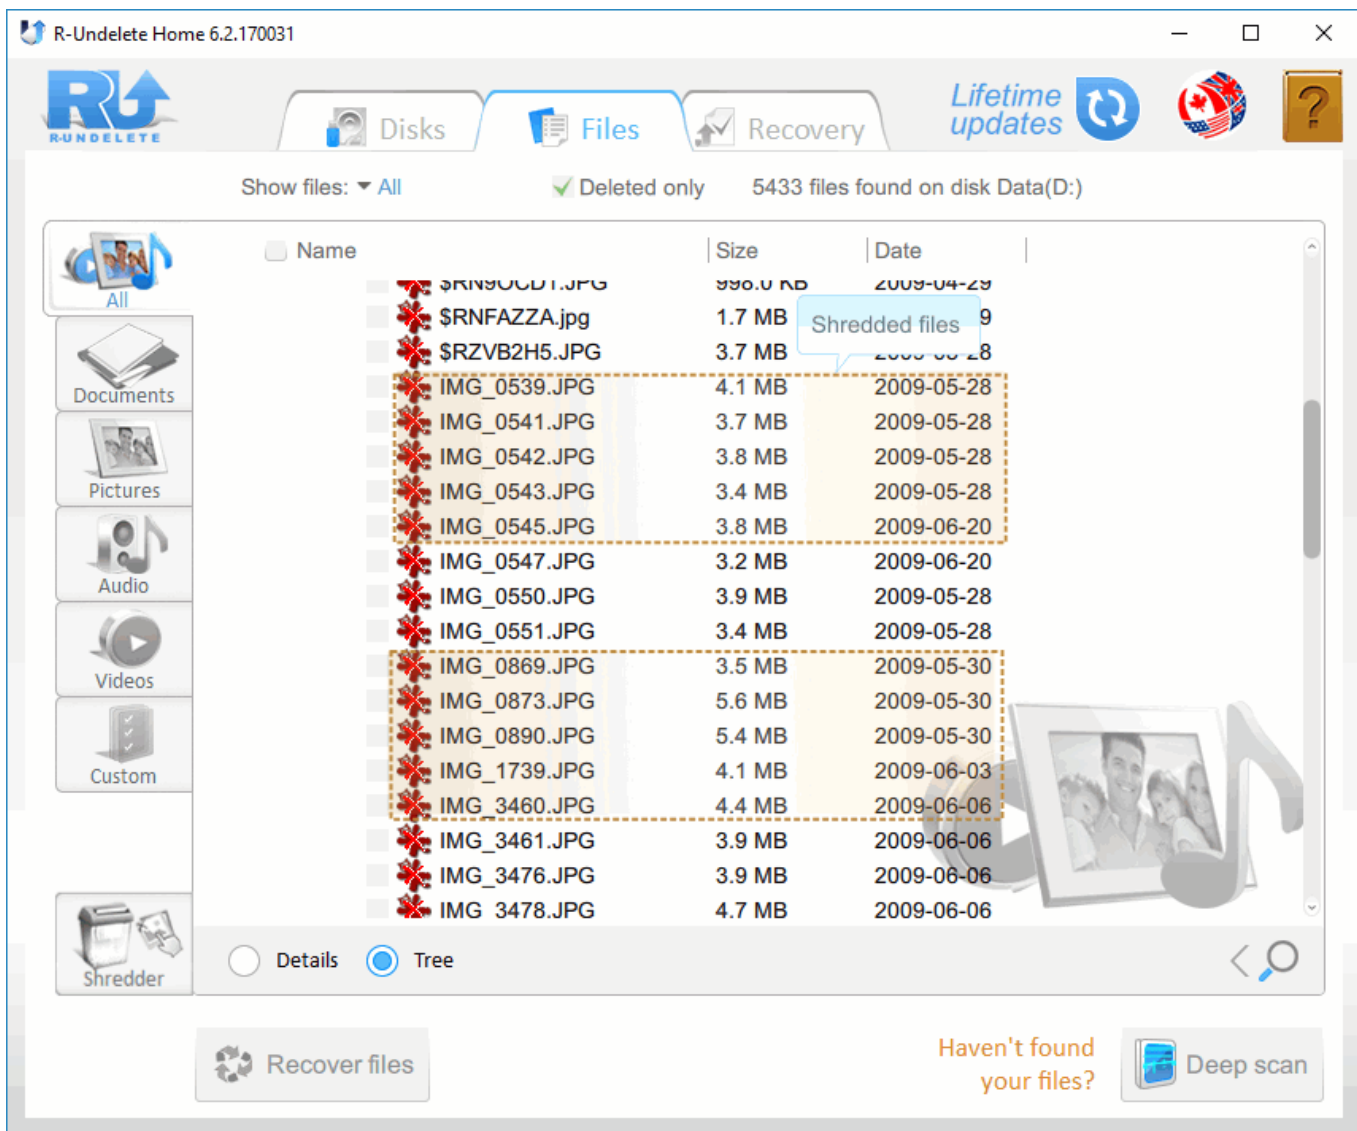 R-Undelete Home 6.2.170031
R-UNDELETE
Disks
Files
Recovery
Lifetime
updates
Show files: All
Deleted only
5433 files found on disk Data(D:)
Name Size Date
$RN9OCD1.JPG 998.0 KB 2009-04-29
$RNFAZZA.jpg 1.7 MB 9
Shredded files
$RZVB2H5.JPG 3.7 MB
IMG_0539.JPG 4.1 MB 2009-05-28
IMG_0541.JPG 3.7 MB 2009-05-28
IMG_0542.JPG 3.8 MB 2009-05-28
IMG_0543.JPG 3.4 MB 2009-05-28
IMG_0545.JPG 3.8 MB 2009-06-20
IMG_0547.JPG 3.2 MB 2009-06-20
IMG_0550.JPG 3.9 MB 2009-05-28
IMG_0551.JPG 3.4 MB 2009-05-28
IMG_0869.JPG 3.5 MB 2009-05-30
IMG_0873.JPG 5.6 MB 2009-05-30
IMG_0890.JPG 5.4 MB 2009-05-30
IMG_1739.JPG 4.1 MB 2009-06-03
IMG_3460.JPG 4.4 MB 2009-06-06
IMG_3461.JPG 3.9 MB 2009-06-06
IMG_3476.JPG 3.9 MB 2009-06-06
IMG_3478.JPG 4.7 MB 2009-06-06
All
Documents
Pictures
Audio
Videos
Custom
Shredder
Details
Tree
Recover files
Haven't found
your files?
Deep scan